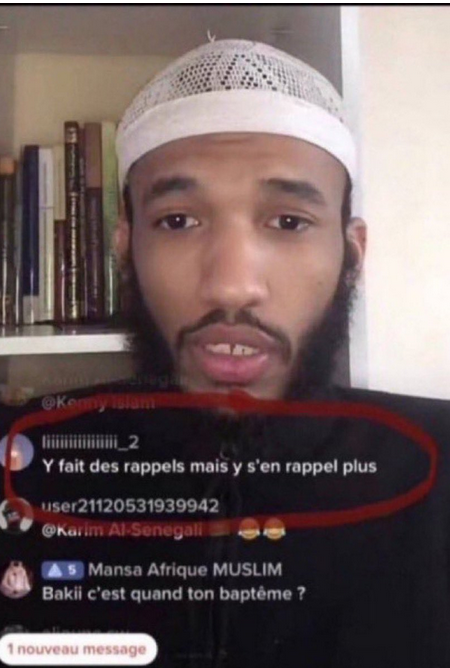 @Kenny Islam
liiiiiiiiiiiiiiiii_2
Y fait des rappels mais y s'en rappel plus
user21120531939942
@Karim Al-Senegali 😂😂
5 Mansa Afrique MUSLIM
Bakii c'est quand ton baptême ?
1 nouveau message